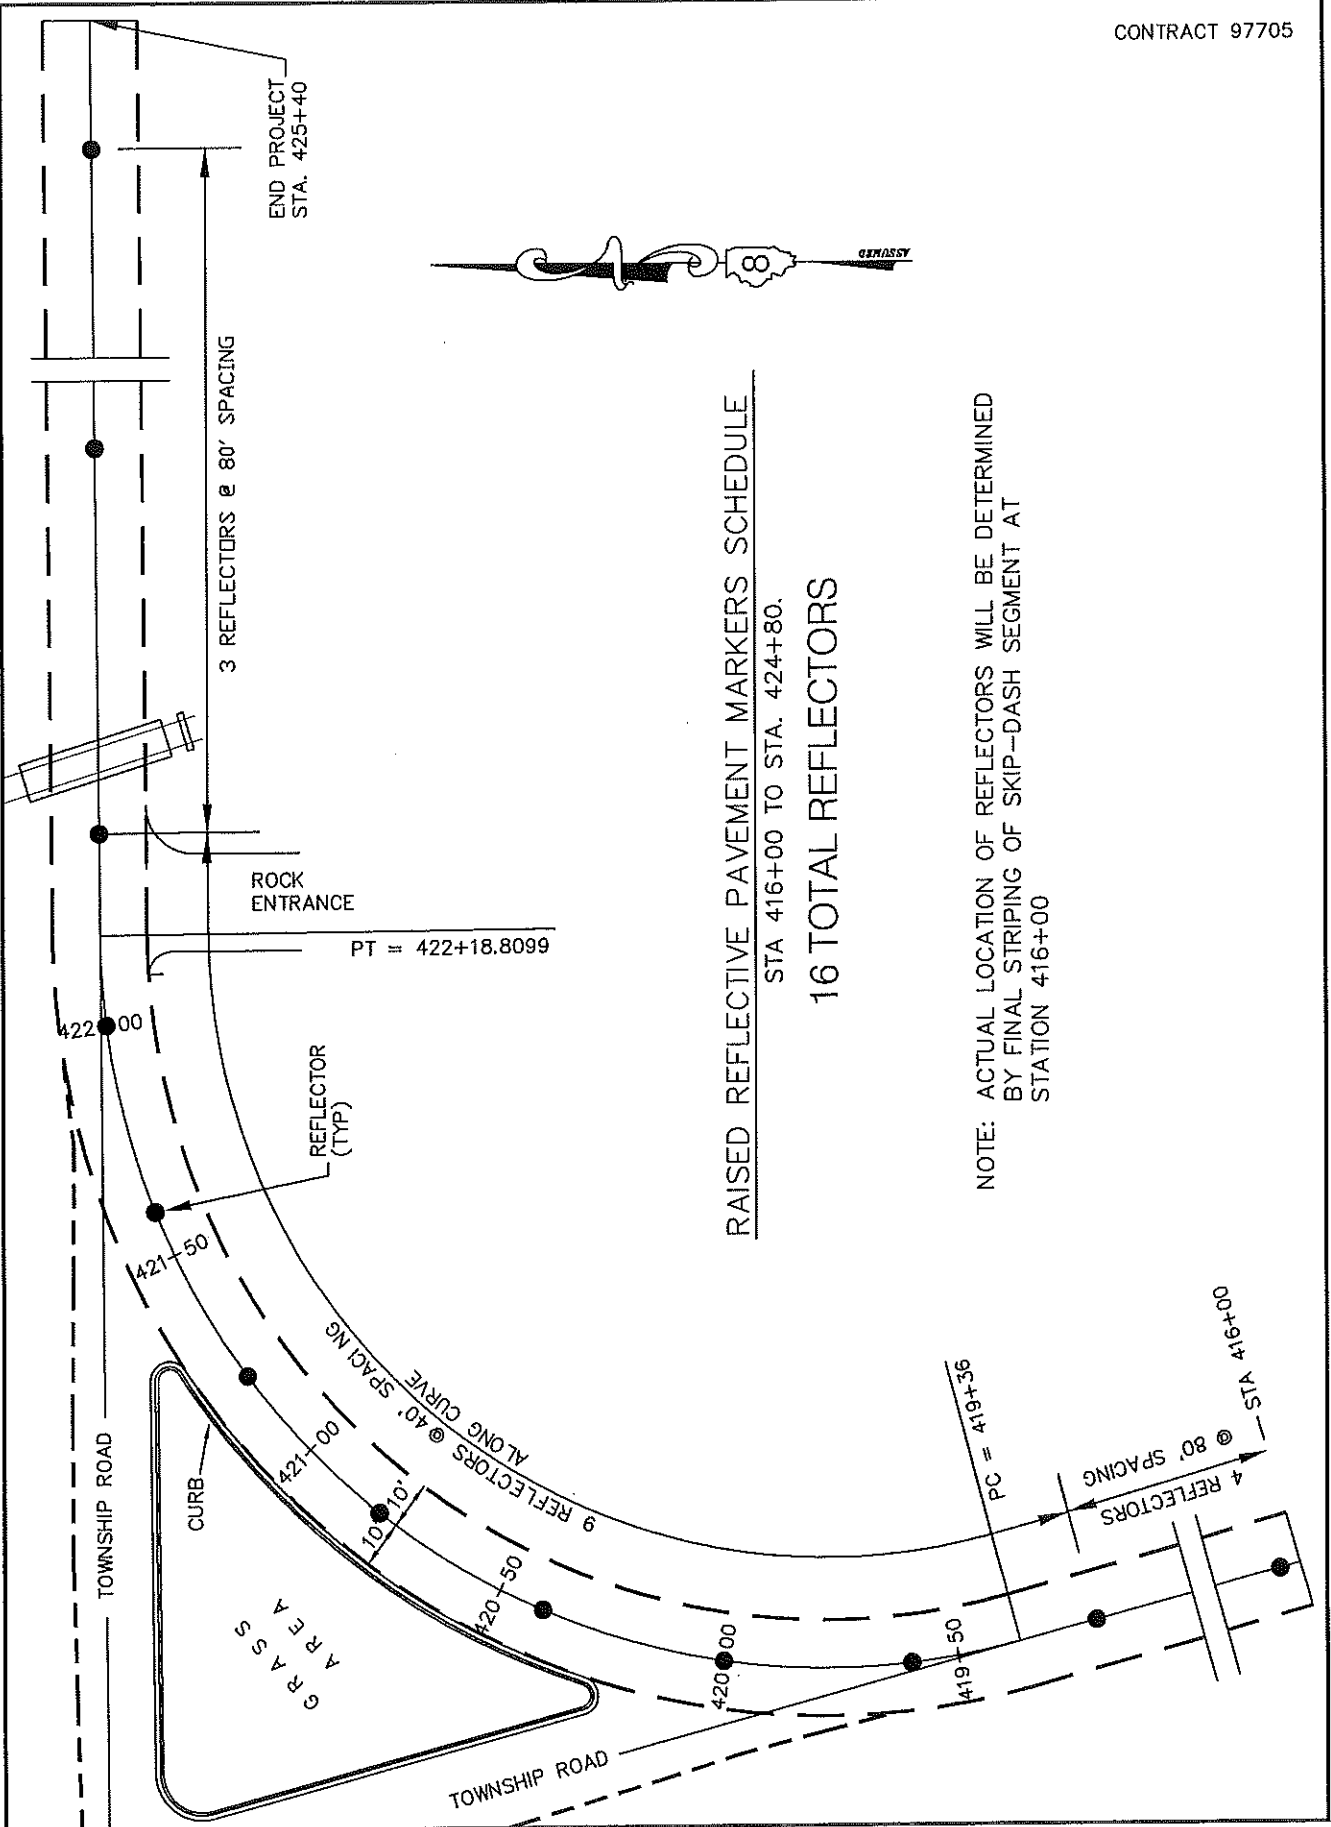 CONTRACT 97705
END PROJECT
STA. 425+40
3 REFLECTORS @ 80' SPACING
ASSUMED
8
ROCK
ENTRANCE
PT = 422+18.8099
422 00
REFLECTOR
(TYP)
421-50
RAISED REFLECTIVE PAVEMENT MARKERS SCHEDULE
STA 416+00 TO STA. 424+80.
16 TOTAL REFLECTORS
NOTE: ACTUAL LOCATION OF REFLECTORS WILL BE DETERMINED
BY FINAL STRIPING OF SKIP-DASH SEGMENT AT
STATION 416+00
9 REFLECTORS @ 40' SPACING
ALONG CURVE
TOWNSHIP ROAD
CURB
421-00
10' 10'
GRASS
AREA
420-50
420 00
419-50
PC = 419+36
4 REFLECTORS
@ 80' SPACING
STA 416+00
TOWNSHIP ROAD